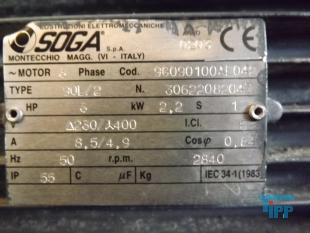 COSTRUZIONI ELETTROMECCANICHE
SOGA S.p.A. CE
MONTECCHIO MAGG. (VI - ITALY)
~ MOTOR 3 Phase Cod.
TYPE 90L/2 N.
HP 3 kW 2,2 S 1
V Δ230/⅄400 I.Cl.
A 8,5/4,9 Cosφ
Hz 50 r.p.m. 2840
IP 55 C μF Kg IEC 34-1(1983)
IPP